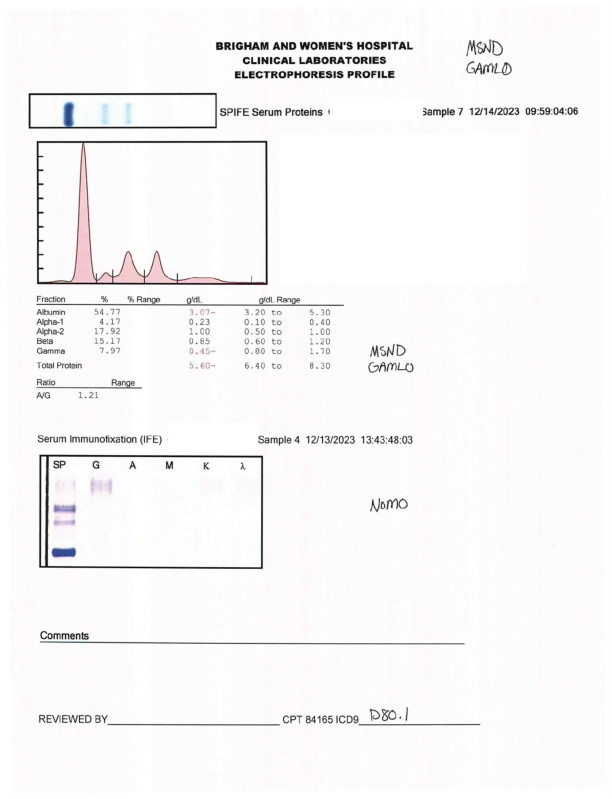 BRIGHAM AND WOMEN'S HOSPITAL
CLINICAL LABORATORIES
ELECTROPHORESIS PROFILE
MSND
GAMLO
SPIFE Serum Proteins
Sample 7 12/14/2023 09:59:04:06
Fraction % % Range g/dL g/dL Range
Albumin 54.77 3.07- 3.20 to 5.30
Alpha-1 4.17 0.23 0.10 to 0.40
Alpha-2 17.92 1.00 0.50 to 1.00
Beta 15.17 0.85 0.60 to 1.20
Gamma 7.97 0.45- 0.80 to 1.70
Total Protein 5.60- 6.40 to 8.30
MSND
GAMLO
Ratio Range
A/G 1.21
Serum Immunofixation (IFE) Sample 4 12/13/2023 13:43:48:03
SP G A M K λ
NOMO
Comments
REVIEWED BY CPT 84165 ICD9 D80.1